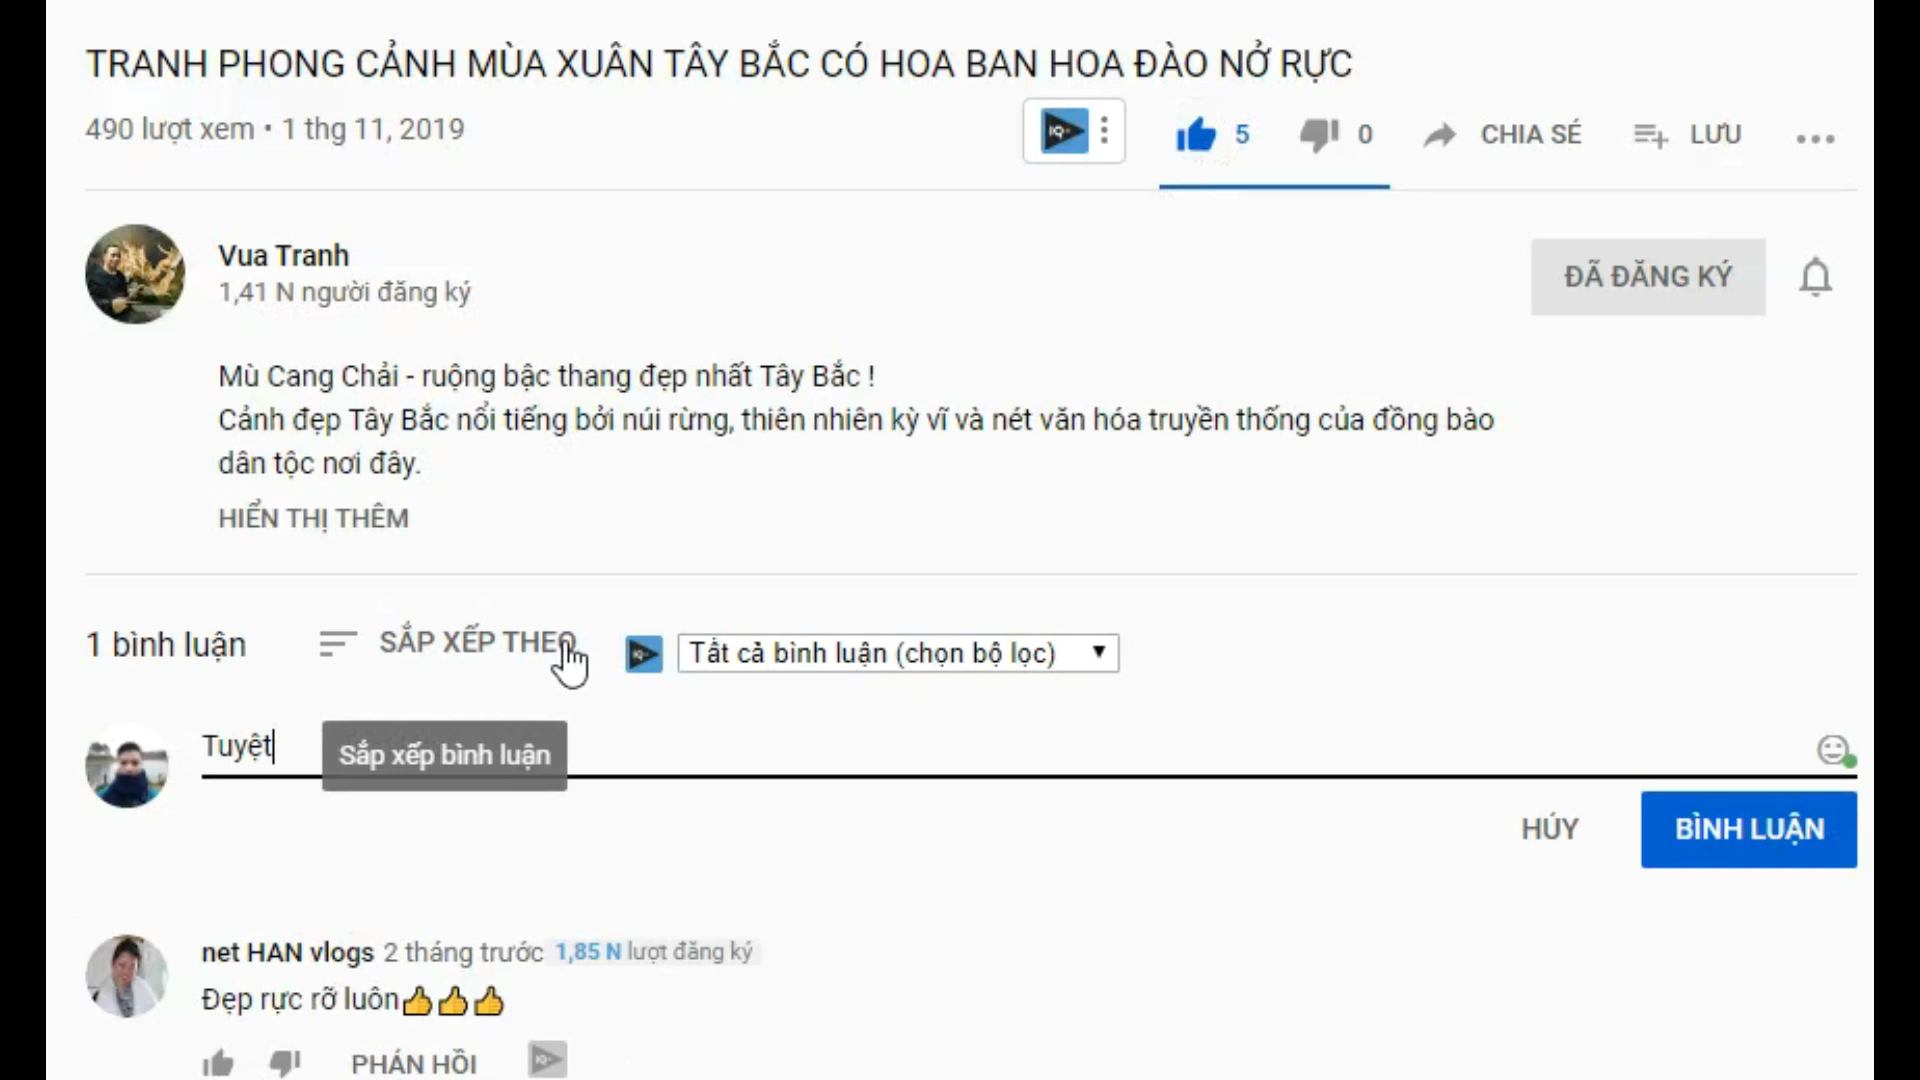 TRANH PHONG CẢNH MÙA XUÂN TÂY BẮC CÓ HOA BAN HOA ĐÀO NỞ RỰC
490 lượt xem • 1 thg 11, 2019
IQ 5 0 CHIA SẺ LƯU
Vua Tranh
1,41 N người đăng ký
ĐÃ ĐĂNG KÝ
Mù Cang Chải - ruộng bậc thang đẹp nhất Tây Bắc !
Cảnh đẹp Tây Bắc nổi tiếng bởi núi rừng, thiên nhiên kỳ vĩ và nét văn hóa truyền thống của đồng bào
dân tộc nơi đây.
HIỂN THỊ THÊM
1 bình luận SẮP XẾP THEO Tất cả bình luận (chọn bộ lọc)
Tuyệt
Sắp xếp bình luận
HỦY BÌNH LUẬN
net HAN vlogs 2 tháng trước 1,85 N lượt đăng ký
Đẹp rực rỡ luôn👍👍👍
PHẢN HỒI